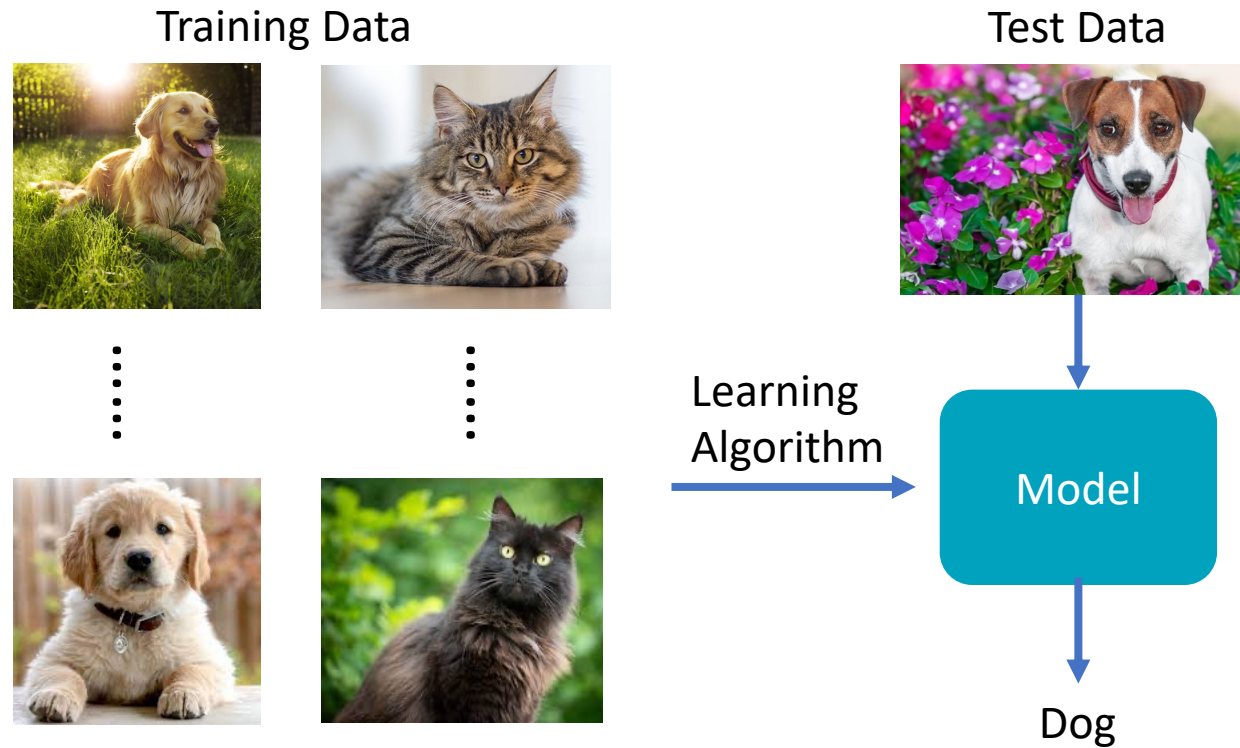 Training Data
Test Data
Learning
Algorithm
Model
Dog